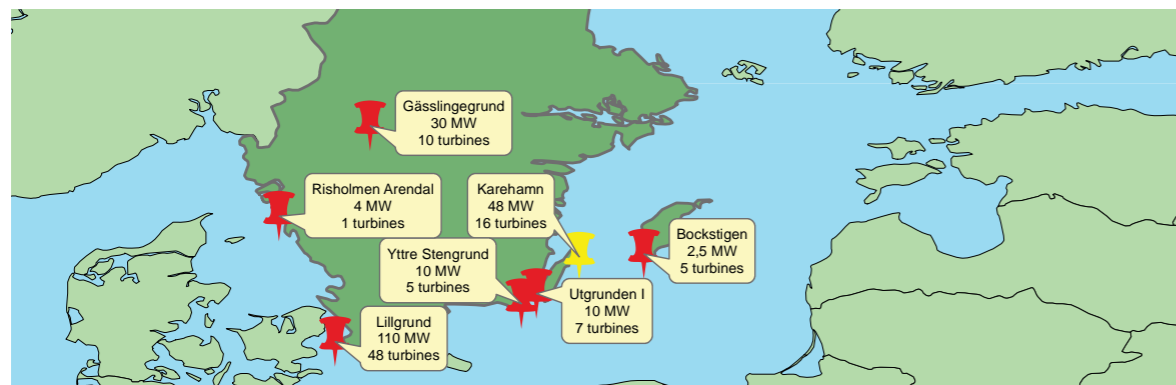 Gässlingegrund
30 MW
10 turbines
Risholmen Arendal
4 MW
1 turbines
Karehamn
48 MW
16 turbines
Bockstigen
2,5 MW
5 turbines
Yttre Stengrund
10 MW
5 turbines
Utgrunden I
10 MW
7 turbines
Lillgrund
110 MW
48 turbines